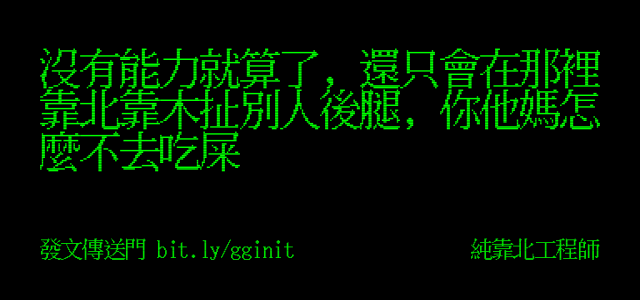 沒有能力就算了，還只會在那裡
靠北靠木扯別人後腿，你他媽怎
麼不去吃屎
發文傳送門 bit.ly/gginit
純靠北工程師